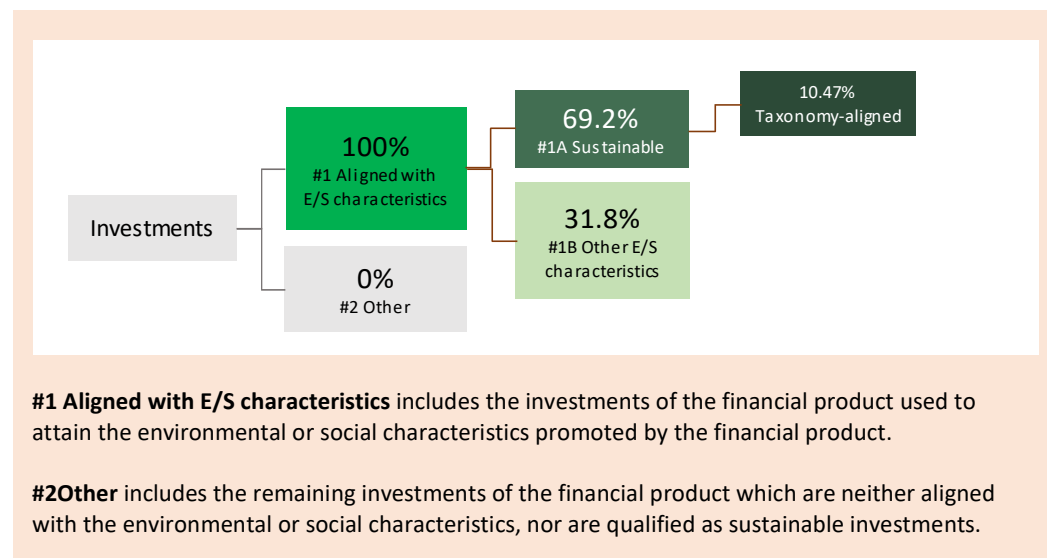 Investments
100%
#1 Aligned with
E/S characteristics
0%
#2 Other
69.2%
#1A Sustainable
31.8%
#1B Other E/S
characteristics
10.47%
Taxonomy-aligned
#1 Aligned with E/S characteristics includes the investments of the financial product used to
attain the environmental or social characteristics promoted by the financial product.
#2Other includes the remaining investments of the financial product which are neither aligned
with the environmental or social characteristics, nor are qualified as sustainable investments.